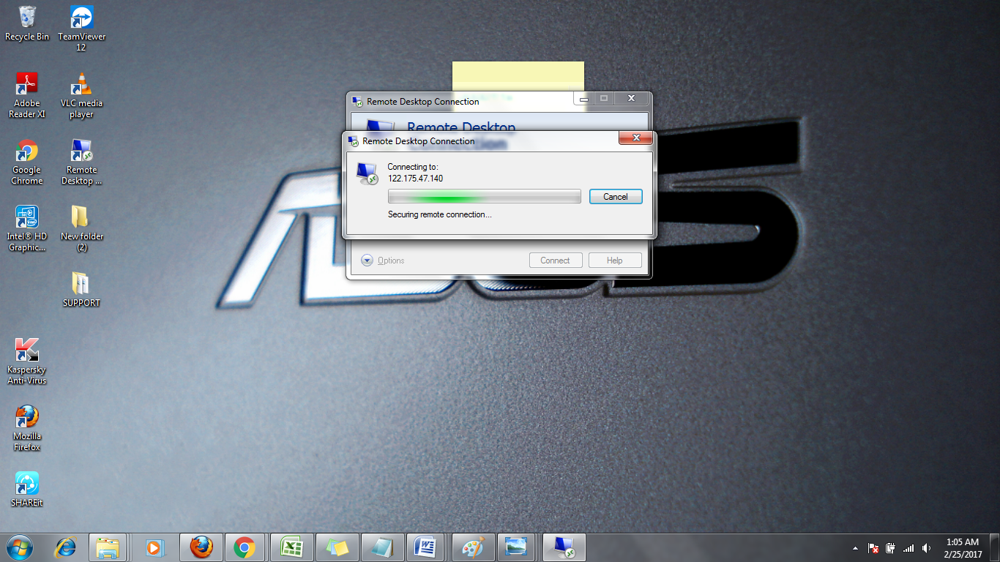 Recycle Bin
TeamViewer
12
Adobe
Reader XI
VLC media
player
Google
Chrome
Remote
Desktop ...
Intel® HD
Graphic...
New folder
(2)
SUPPORT
Kaspersky
Anti-Virus
Mozilla
Firefox
SHAREit
Remote Desktop Connection
Remote Desktop
Connection
Remote Desktop Connection
Connecting to:
122.175.47.140
Cancel
Securing remote connection...
Options
Connect
Help
ASUS
1:05 AM
2/25/2017